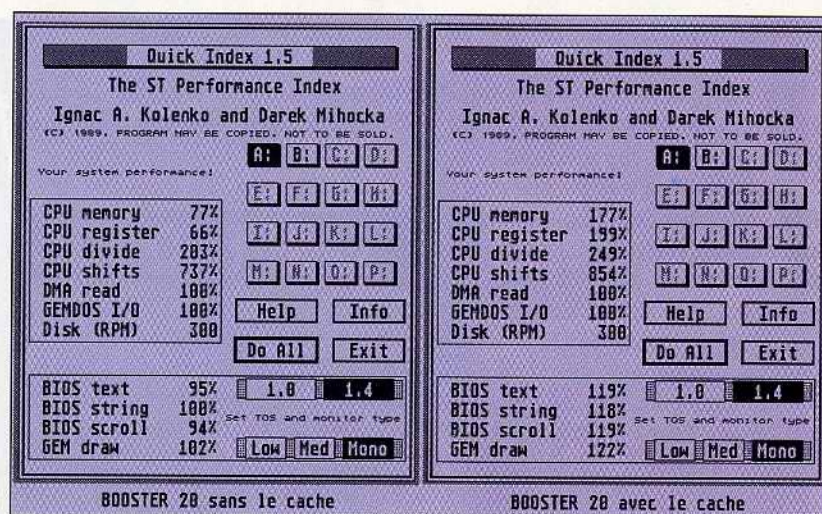 Quick Index 1.5
The ST Performance Index
Ignac A. Kolenko and Darek Mihocka
(C) 1989. PROGRAM MAY BE COPIED. NOT TO BE SOLD.
A: B: C: D:
Your system performance:
E: F: G: H:
CPU memory 77%
CPU register 66%
I: J: K: L:
CPU divide 203%
CPU shifts 737%
M: N: O: P:
DMA read 100%
GEMDOS I/O 100%
Help Info
Disk (RPM) 300
Do All Exit
BIOS text 95%
1.0 1.4
BIOS string 100%
Set TOS and monitor type
BIOS scroll 94%
GEM draw 102%
Low Med Mono
BOOSTER 20 sans le cache
Quick Index 1.5
The ST Performance Index
Ignac A. Kolenko and Darek Mihocka
(C) 1989. PROGRAM MAY BE COPIED. NOT TO BE SOLD.
A: B: C: D:
Your system performance:
E: F: G: H:
CPU memory 177%
CPU register 199%
I: J: K: L:
CPU divide 249%
CPU shifts 854%
M: N: O: P:
DMA read 100%
GEMDOS I/O 100%
Help Info
Disk (RPM) 300
Do All Exit
BIOS text 119%
1.0 1.4
BIOS string 118%
Set TOS and monitor type
BIOS scroll 119%
GEM draw 122%
Low Med Mono
BOOSTER 20 avec le cache